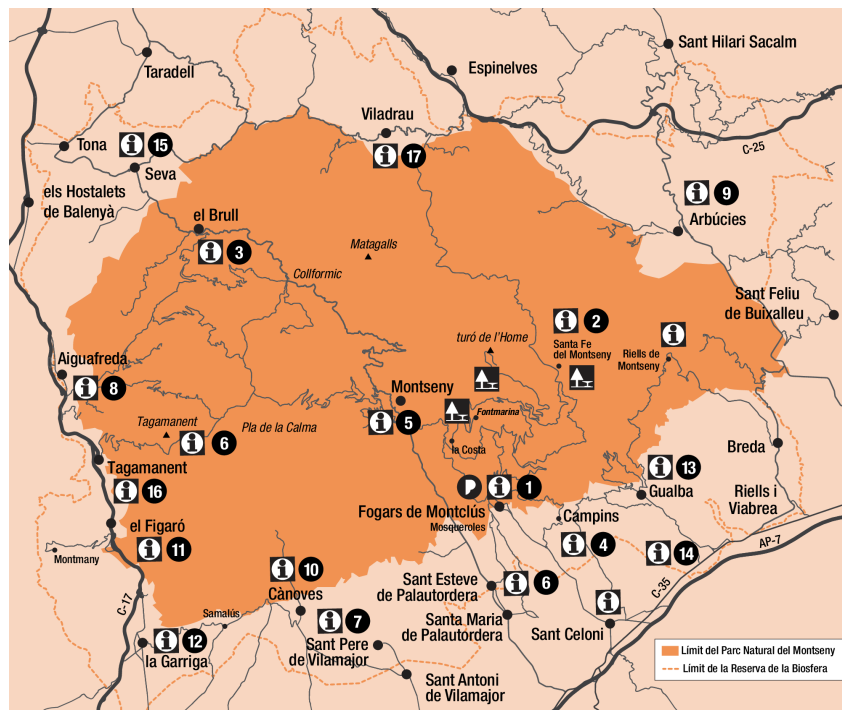 Sant Hilari Sacalm
Espinelves
Taradell
Viladrau
Tona
15
17
C-25
Seva
els Hostalets
de Balenyà
9
Arbúcies
el Brull
3
Matagalls
Collformic
Sant Feliu
de Buixalleu
2
turó de l'Home
Santa Fe
del Montseny
Riells de
Montseny
Aiguafreda
8
Montseny
Fontmarina
5
Tagamanent
Pla de la Calma
6
la Costa
Breda
Tagamanent
13
16
P
1
Gualba
Riells i
Viabrea
Fogars de Montclús
Mosqueroles
Campins
el Figaró
11
Montmany
4
14
AP-7
10
Cànoves
Sant Esteve
de Palautordera
6
C-35
C-17
Samalús
7
Santa Maria
de Palautordera
Sant Celoni
12
la Garriga
Sant Pere
de Vilamajor
Sant Antoni
de Vilamajor
Límit del Parc Natural del Montseny
Límit de la Reserva de la Biosfera